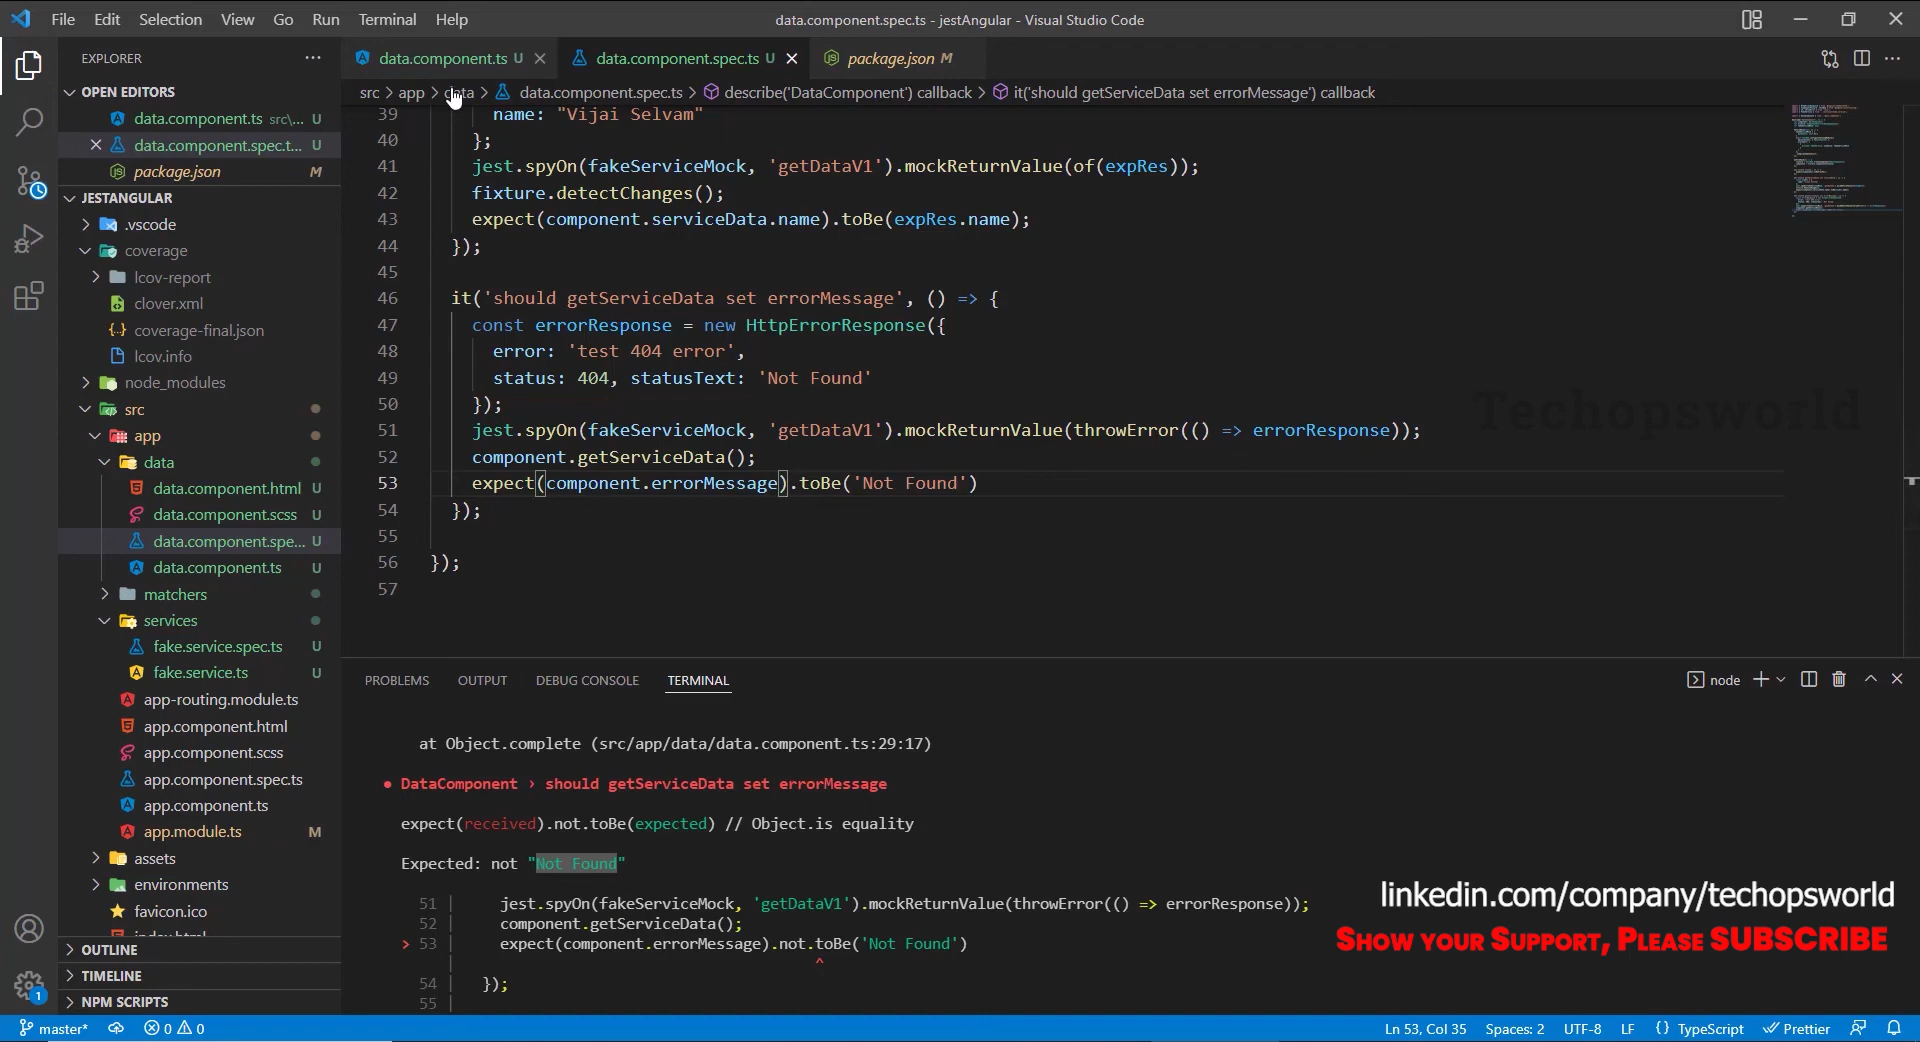 File Edit Selection View Go Run Terminal Help
data.component.spec.ts - jestAngular - Visual Studio Code
EXPLORER
data.component.ts U
data.component.spec.ts U
package.json M
OPEN EDITORS
src > app > data > data.component.spec.ts > describe('DataComponent') callback > it('should getServiceData set errorMessage') callback
data.component.ts src\... U
data.component.spec.t... U
package.json M
JESTANGULAR
.vscode
coverage
lcov-report
clover.xml
coverage-final.json
lcov.info
node_modules
src
app
data
data.component.html U
data.component.scss U
data.component.spe... U
data.component.ts U
matchers
services
fake.service.spec.ts U
fake.service.ts U
app-routing.module.ts
app.component.html
app.component.scss
app.component.spec.ts
app.component.ts
app.module.ts M
assets
environments
favicon.ico
index.html
OUTLINE
TIMELINE
NPM SCRIPTS
39 name: "Vijai Selvam"
40 };
41 jest.spyOn(fakeServiceMock, 'getDataV1').mockReturnValue(of(expRes));
42 fixture.detectChanges();
43 expect(component.serviceData.name).toBe(expRes.name);
44 });
45
46 it('should getServiceData set errorMessage', () => {
47 const errorResponse = new HttpErrorResponse({
48 error: 'test 404 error',
49 status: 404, statusText: 'Not Found'
50 });
51 jest.spyOn(fakeServiceMock, 'getDataV1').mockReturnValue(throwError(() => errorResponse));
52 component.getServiceData();
53 expect(component.errorMessage).toBe('Not Found')
54 });
55
56 });
57
Techopsworld
PROBLEMS OUTPUT DEBUG CONSOLE TERMINAL
node
at Object.complete (src/app/data/data.component.ts:29:17)
● DataComponent › should getServiceData set errorMessage
expect(received).not.toBe(expected) // Object.is equality
Expected: not "Not Found"
51 | jest.spyOn(fakeServiceMock, 'getDataV1').mockReturnValue(throwError(() => errorResponse));
52 | component.getServiceData();
> 53 | expect(component.errorMessage).not.toBe('Not Found')
| ^
54 | });
55 |
linkedin.com/company/techopsworld
Show your Support, Please SUBSCRIBE
1
master* 0 0
Ln 53, Col 35 Spaces: 2 UTF-8 LF {} TypeScript Prettier